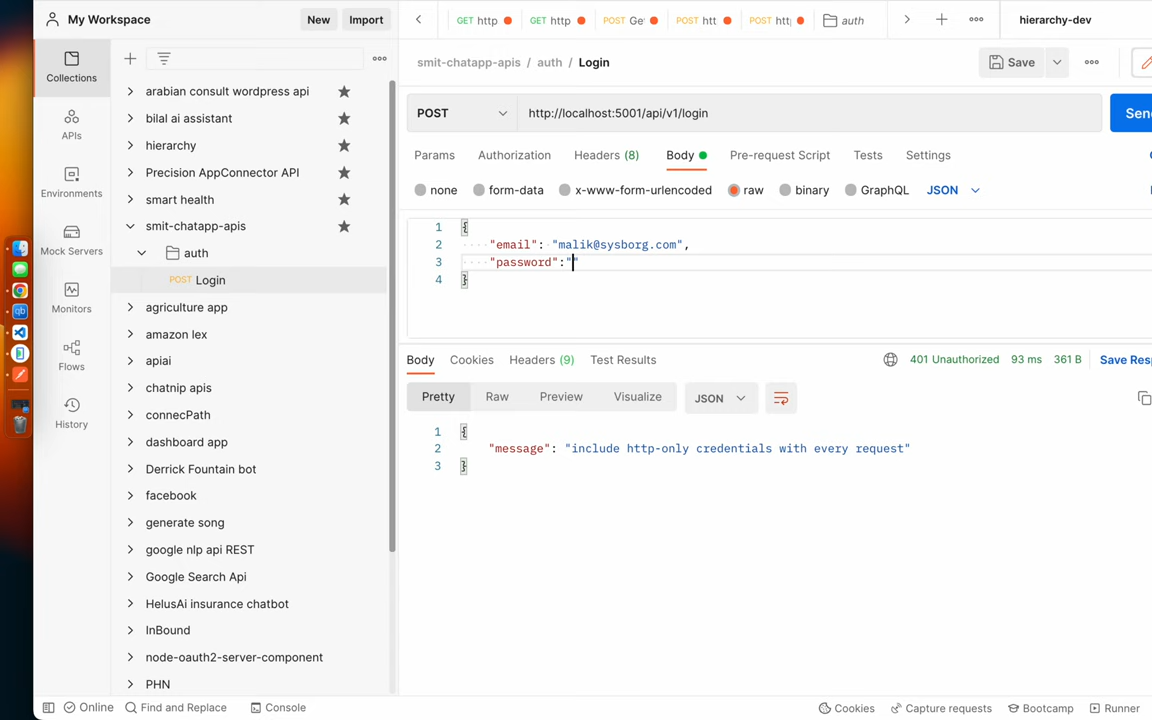 My Workspace
New
Import
GET http
GET http
POST Ge
POST htt
POST htt
auth
hierarchy-dev
Collections
APIs
Environments
Mock Servers
Monitors
Flows
History
arabian consult wordpress api
bilal ai assistant
hierarchy
Precision AppConnector API
smart health
smit-chatapp-apis
auth
POST Login
agriculture app
amazon lex
apiai
chatnip apis
connecPath
dashboard app
Derrick Fountain bot
facebook
generate song
google nlp api REST
Google Search Api
HelusAi insurance chatbot
InBound
node-oauth2-server-component
PHN
smit-chatapp-apis / auth / Login
Save
POST
http://localhost:5001/api/v1/login
Sen
Params
Authorization
Headers (8)
Body
Pre-request Script
Tests
Settings
none
form-data
x-www-form-urlencoded
raw
binary
GraphQL
JSON
1 {
2 "email": "malik@sysborg.com",
3 "password":""
4 }
Body
Cookies
Headers (9)
Test Results
401 Unauthorized
93 ms
361 B
Save Resp
Pretty
Raw
Preview
Visualize
JSON
1 {
2 "message": "include http-only credentials with every request"
3 }
Online
Find and Replace
Console
Cookies
Capture requests
Bootcamp
Runner